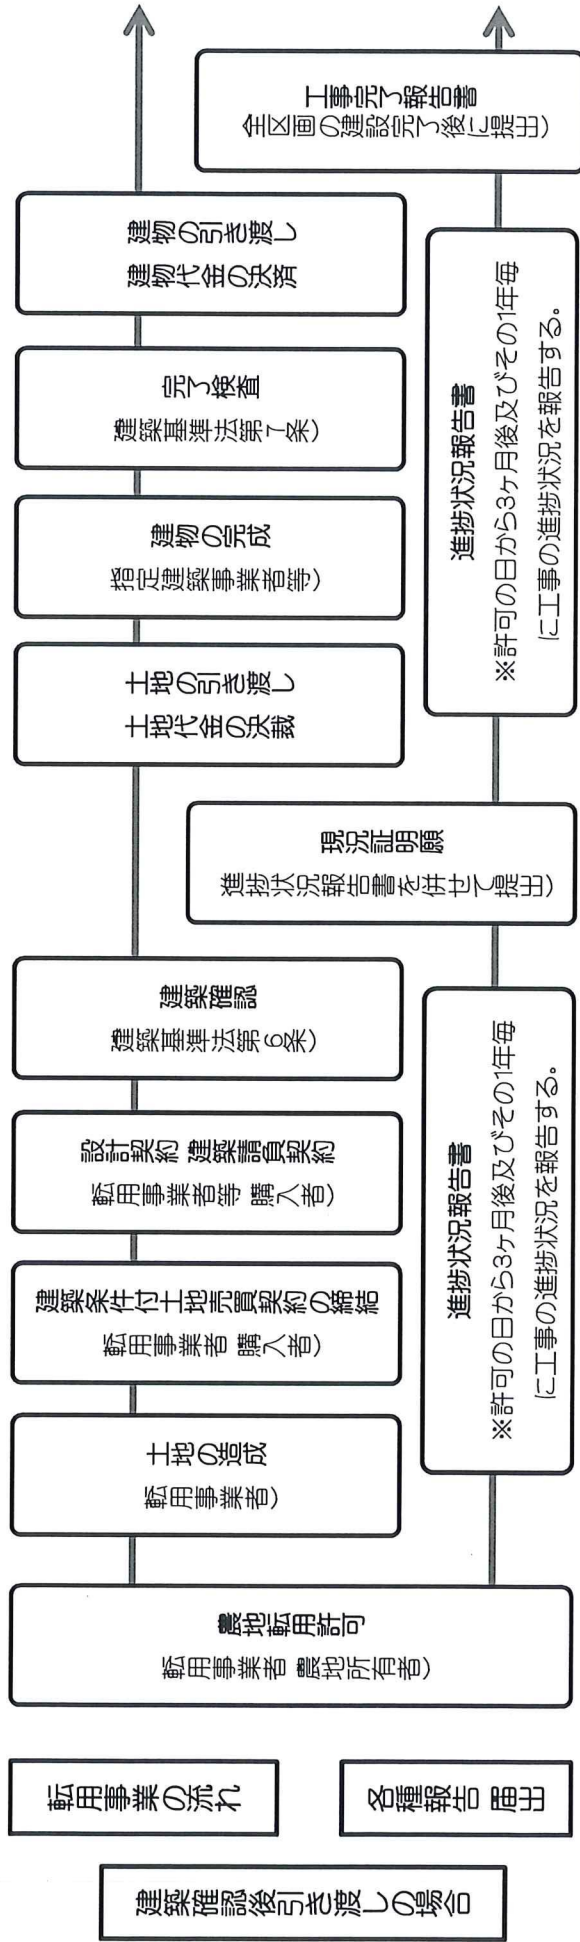 建築確認後引き渡しの場合
転用事業の流れ
農地転用許可
転用事業者 農地所有者)
土地の造成
転用事業者)
建築条件付土地売買契約の締結
転用事業者 購入者)
設計契約 建築請負契約
転用事業者等 購入者)
建築確認
建築基準法第6条)
土地の引き渡し
土地代金の決裁
建物の完成
指定建築事業者等)
完了検査
建築基準法第7条)
建物の引き渡し
建物代金の決済
各種報告 届出
進捗状況報告書
※許可の日から3ヶ月後及びその1年毎
に工事の進捗状況を報告する。
現況証明願
進捗状況報告書を併せて提出)
進捗状況報告書
※許可の日から3ヶ月後及びその1年毎
に工事の進捗状況を報告する。
工事完了報告書
全区画の建設完了後に提出)